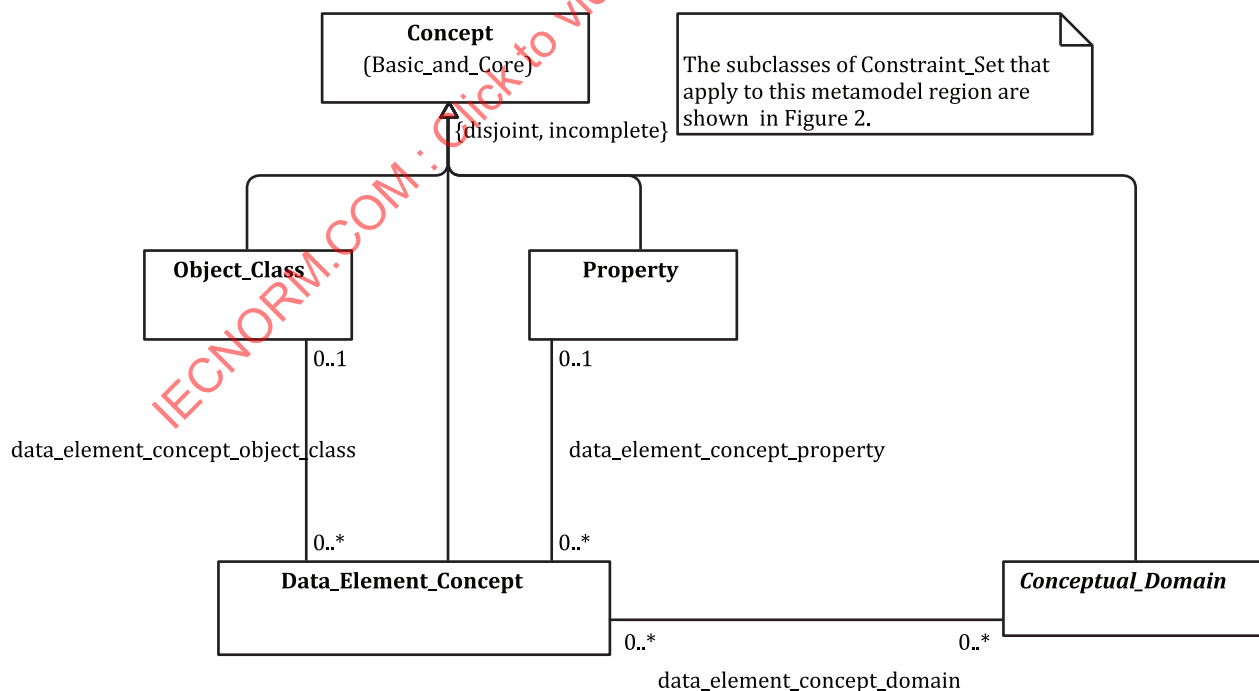 Concept
(Basic_and_Core)
The subclasses of Constraint_Set that
apply to this metamodel region are
shown in Figure 2.
{disjoint, incomplete}
Object_Class
Property
0..1
0..1
data_element_concept_object_class
data_element_concept_property
0..*
0..*
Data_Element_Concept
Conceptual_Domain
0..*
0..*
data_element_concept_domain
IECNORM.COM : Click to vie